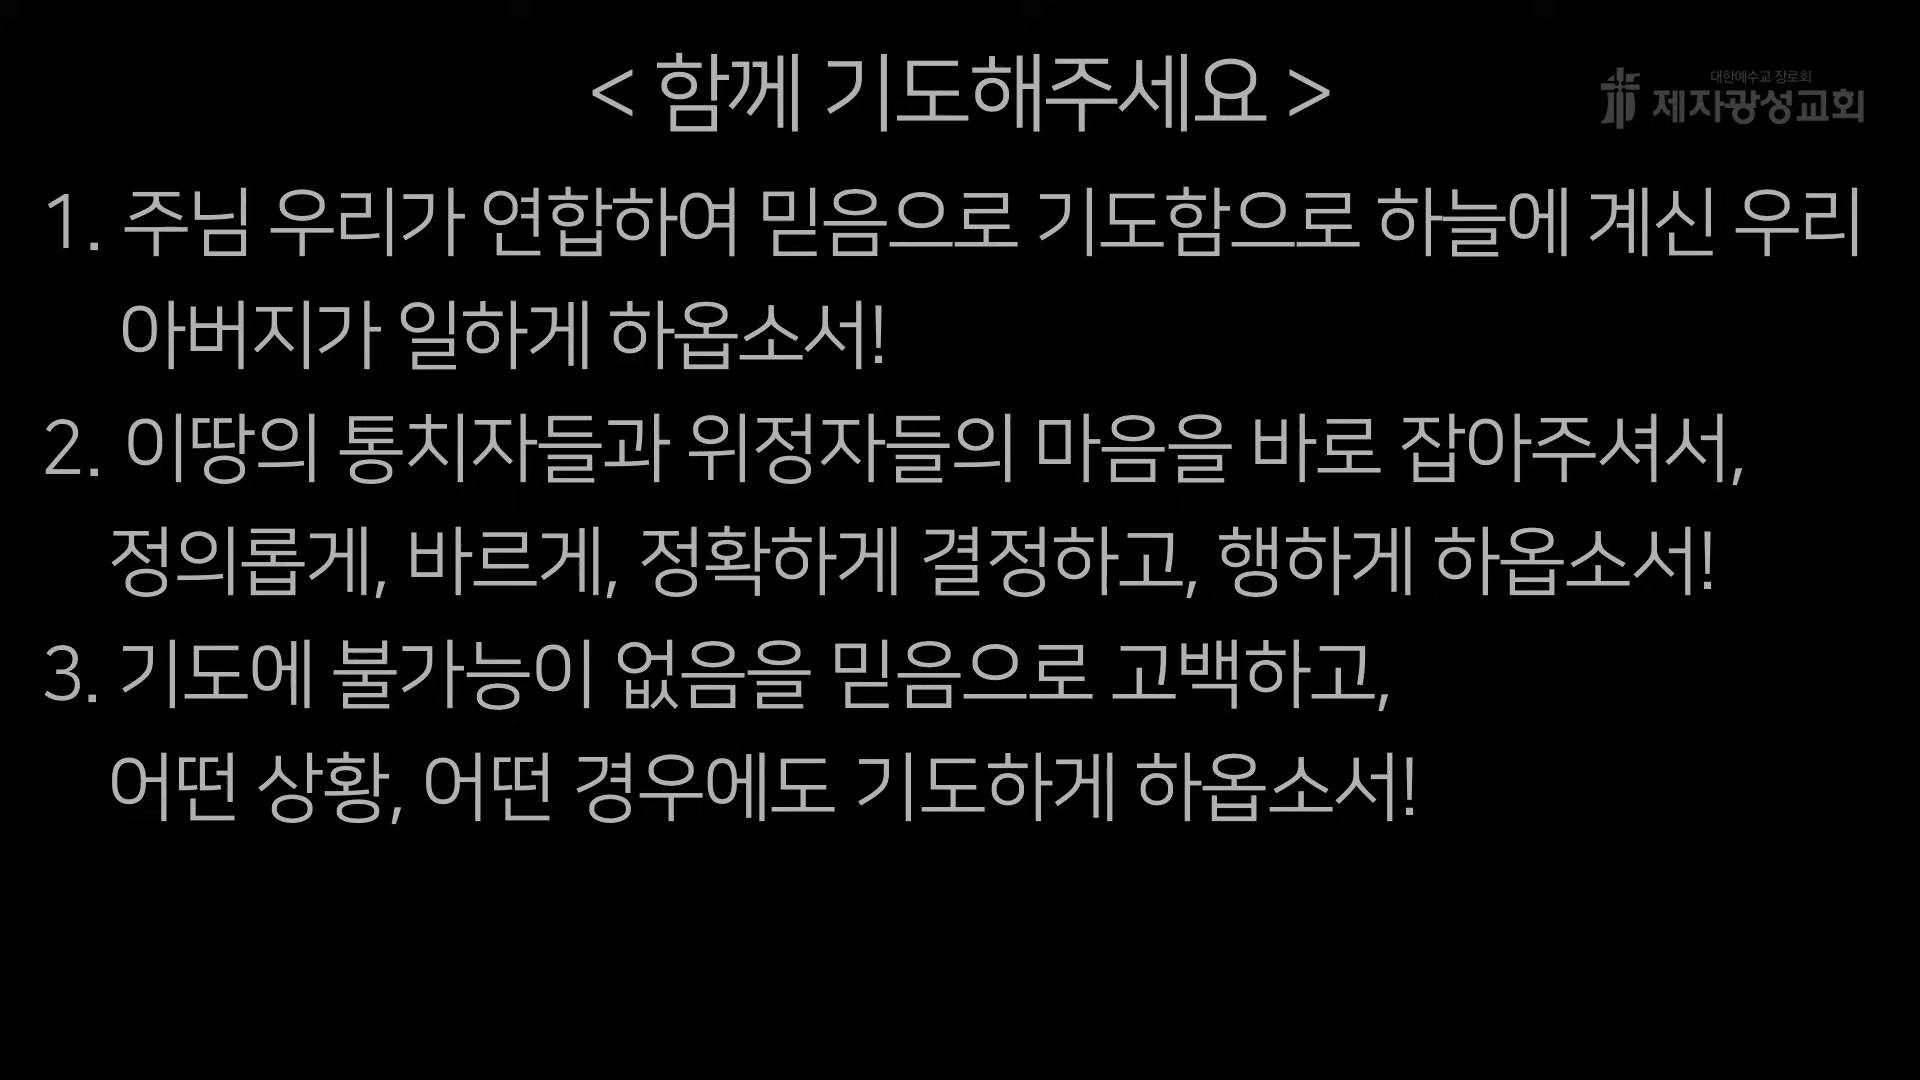 < 함께 기도해주세요 >
대한예수교 장로회
제자광성교회
1. 주님 우리가 연합하여 믿음으로 기도함으로 하늘에 계신 우리
아버지가 일하게 하옵소서!
2. 이땅의 통치자들과 위정자들의 마음을 바로 잡아주셔서,
정의롭게, 바르게, 정확하게 결정하고, 행하게 하옵소서!
3. 기도에 불가능이 없음을 믿음으로 고백하고,
어떤 상황, 어떤 경우에도 기도하게 하옵소서!